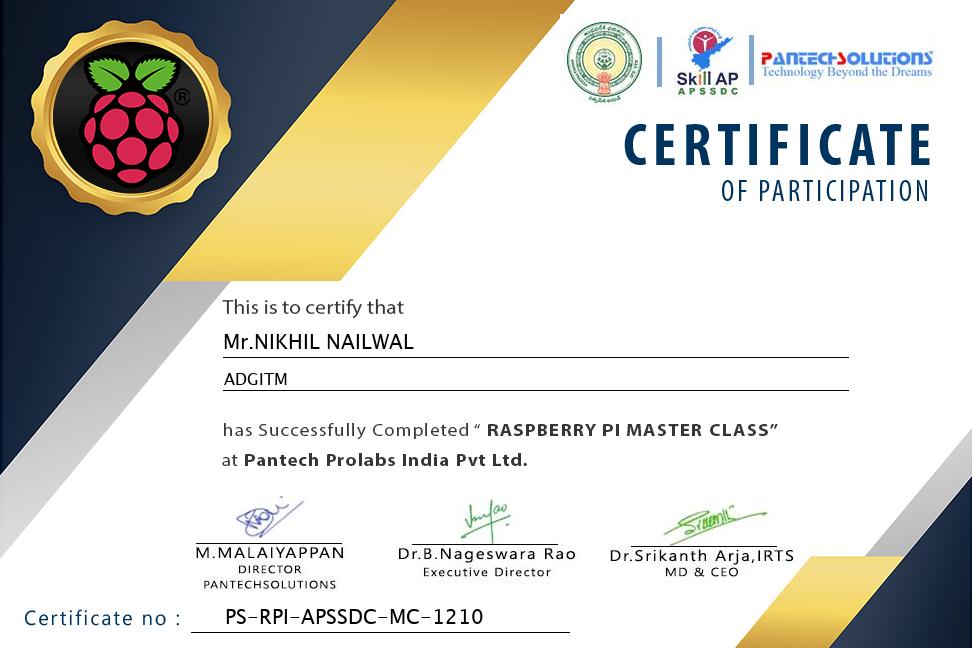 ®
Skill AP
APSSDC
PANTECHSOLUTIONS
Technology Beyond the Dreams
CERTIFICATE
OF PARTICIPATION
This is to certify that
Mr.NIKHIL NAILWAL
ADGITM
has Successfully Completed “ RASPBERRY PI MASTER CLASS”
at Pantech Prolabs India Pvt Ltd.
M.MALAIYAPPAN
DIRECTOR
PANTECHSOLUTIONS
Dr.B.Nageswara Rao
Executive Director
Dr.Srikanth Arja,IRTS
MD & CEO
Certificate no : PS-RPI-APSSDC-MC-1210